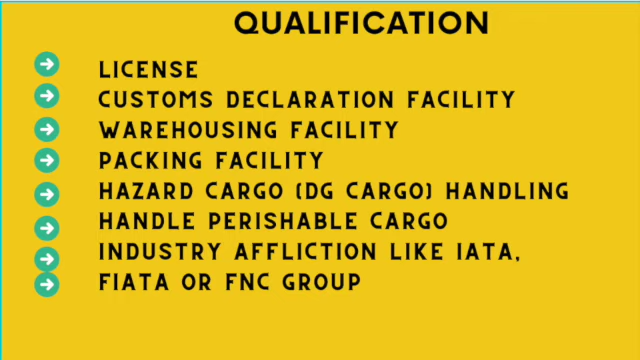 QUALIFICATION
LICENSE
CUSTOMS DECLARATION FACILITY
WAREHOUSING FACILITY
PACKING FACILITY
HAZARD CARGO (DG CARGO) HANDLING
HANDLE PERISHABLE CARGO
INDUSTRY AFFLICTION LIKE IATA,
FIATA OR FNC GROUP